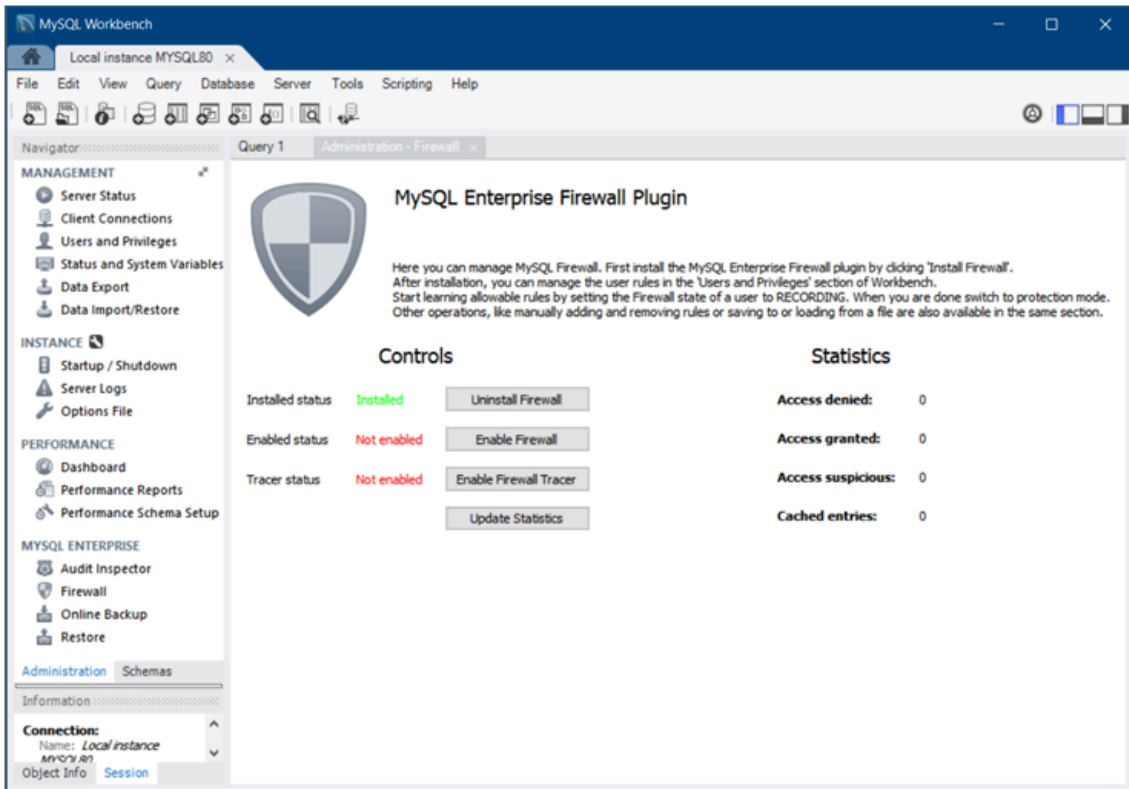 MySQL Workbench
Local instance MYSQL80
File Edit View Query Database Server Tools Scripting Help
Navigator
MANAGEMENT
Server Status
Client Connections
Users and Privileges
Status and System Variables
Data Export
Data Import/Restore
INSTANCE
Startup / Shutdown
Server Logs
Options File
PERFORMANCE
Dashboard
Performance Reports
Performance Schema Setup
MYSQL ENTERPRISE
Audit Inspector
Firewall
Online Backup
Restore
Administration Schemas
Information
Connection:
Name: Local instance
MYSQL80
Object Info Session
Query 1 Administration - Firewall
MySQL Enterprise Firewall Plugin
Here you can manage MySQL Firewall. First install the MySQL Enterprise Firewall plugin by clicking 'Install Firewall'.
After installation, you can manage the user rules in the 'Users and Privileges' section of Workbench.
Start learning allowable rules by setting the Firewall state of a user to RECORDING. When you are done switch to protection mode.
Other operations, like manually adding and removing rules or saving to or loading from a file are also available in the same section.
Controls
Installed status Installed Uninstall Firewall
Enabled status Not enabled Enable Firewall
Tracer status Not enabled Enable Firewall Tracer
Update Statistics
Statistics
Access denied: 0
Access granted: 0
Access suspicious: 0
Cached entries: 0